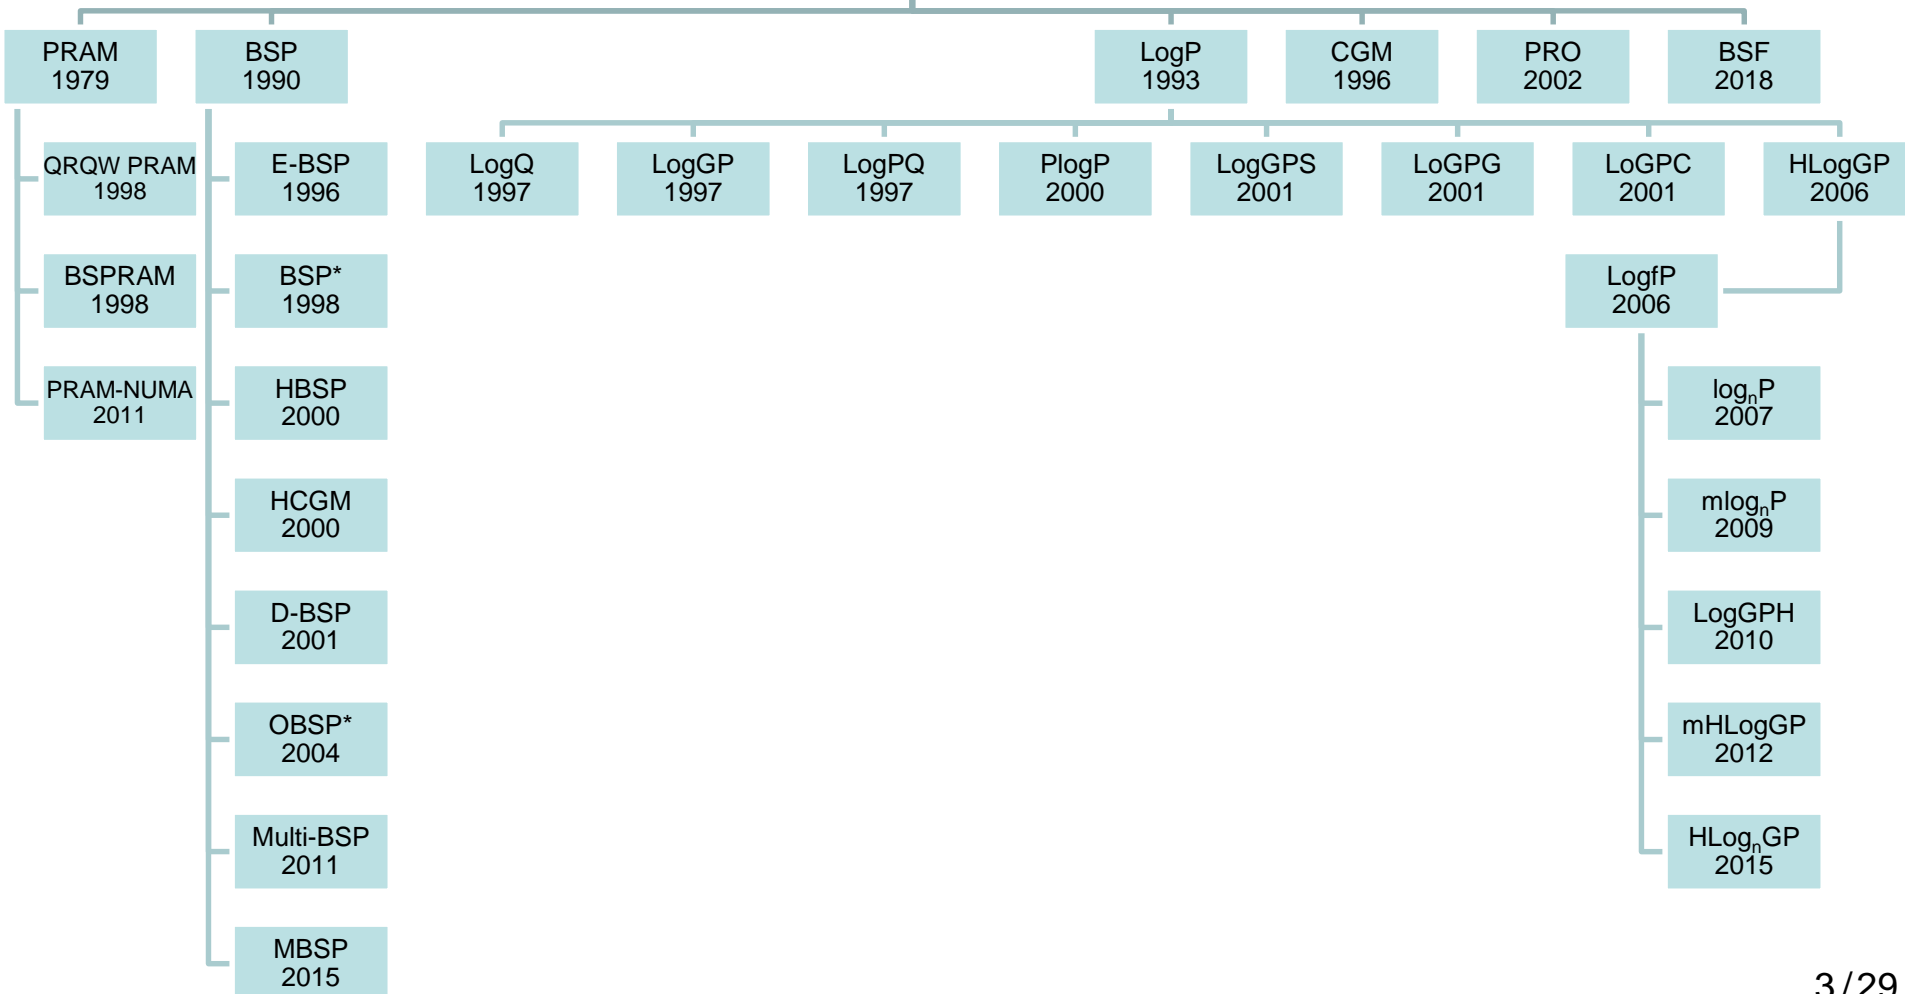 PRAM
1979
BSP
1990
LogP
1993
CGM
1996
PRO
2002
BSF
2018
QRQW PRAM
1998
E-BSP
1996
LogQ
1997
LogGP
1997
LogPQ
1997
PlogP
2000
LogGPS
2001
LoGPG
2001
LoGPC
2001
HLogGP
2006
BSPRAM
1998
BSP*
1998
LogfP
2006
PRAM-NUMA
2011
HBSP
2000
logₙP
2007
HCGM
2000
mlogₙP
2009
D-BSP
2001
LogGPH
2010
OBSP*
2004
mHLogGP
2012
Multi-BSP
2011
HLogₙGP
2015
MBSP
2015
3/29